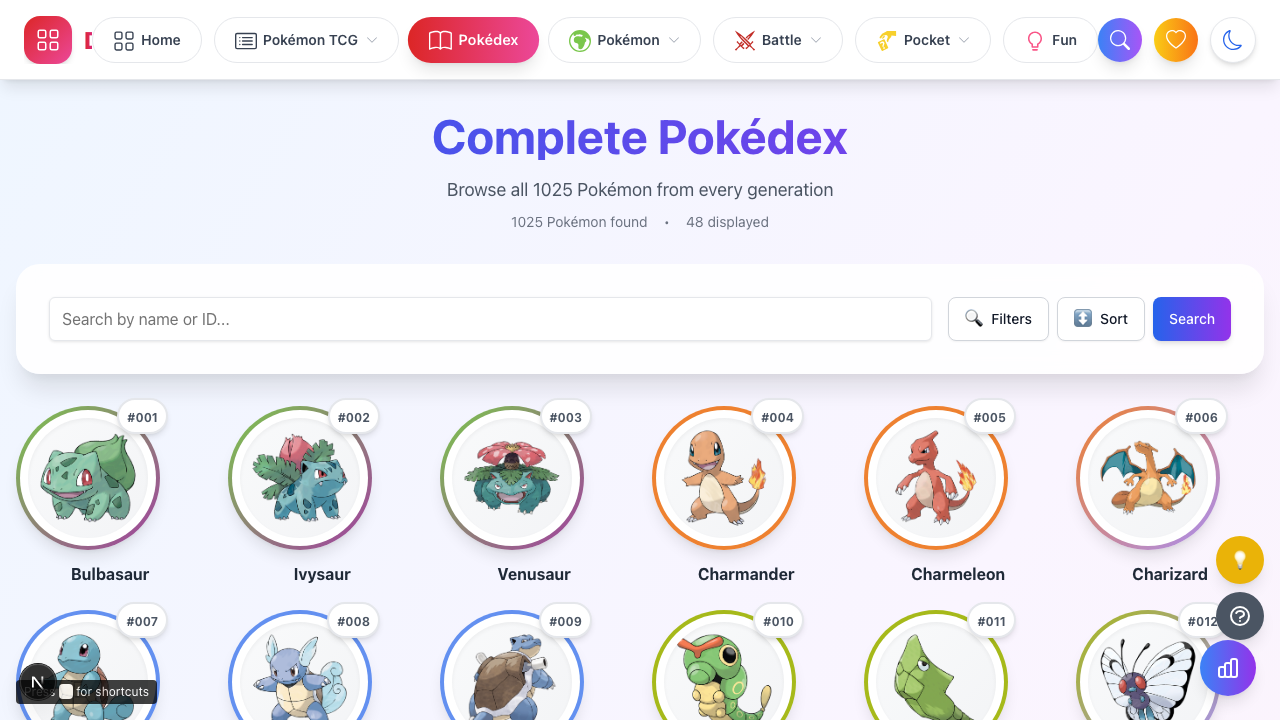 Home
Pokémon TCG
Pokédex
Pokémon
Battle
Pocket
Fun
Complete Pokédex
Browse all 1025 Pokémon from every generation
1025 Pokémon found • 48 displayed
Search by name or ID...
Filters
Sort
Search
#001
#002
#003
#004
#005
#006
Bulbasaur
Ivysaur
Venusaur
Charmander
Charmeleon
Charizard
#007
#008
#009
#010
#011
#012
N
for shortcuts